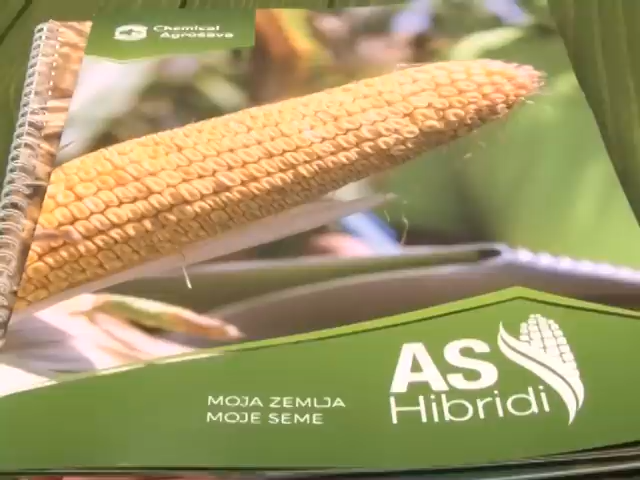 Chemical
Agrosava
AS
Hibridi
MOJA ZEMLJA
MOJE SEME